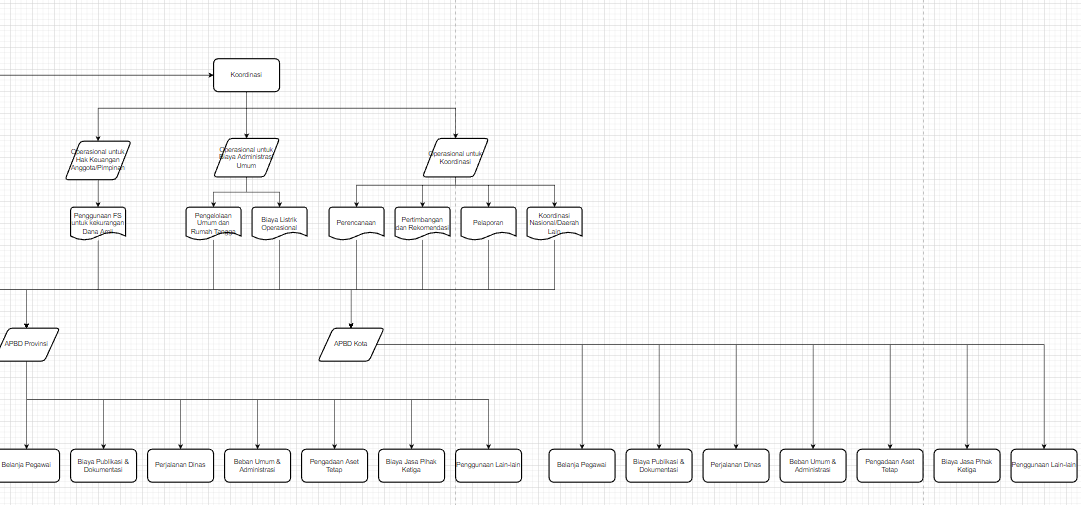 Koordinasi
Operasional untuk
Hak Keuangan
Anggota/Pimpinan
Operasional untuk
Biaya Administrasi
Umum
Operasional untuk
Koordinasi
Penggunaan FS
untuk kekurangan
Dana Amil
Pengelolaan
Umum dan
Rumah Tangga
Biaya Listrik
Operasional
Perencanaan
Pertimbangan
dan Rekomendasi
Pelaporan
Koordinasi
Nasional/Daerah
Lain
APBD Provinsi
APBD Kota
Belanja Pegawai
Biaya Publikasi &
Dokumentasi
Perjalanan Dinas
Beban Umum &
Administrasi
Pengadaan Aset
Tetap
Biaya Jasa Pihak
Ketiga
Penggunaan Lain-lain
Belanja Pegawai
Biaya Publikasi &
Dokumentasi
Perjalanan Dinas
Beban Umum &
Administrasi
Pengadaan Aset
Tetap
Biaya Jasa Pihak
Ketiga
Penggunaan Lain-lain